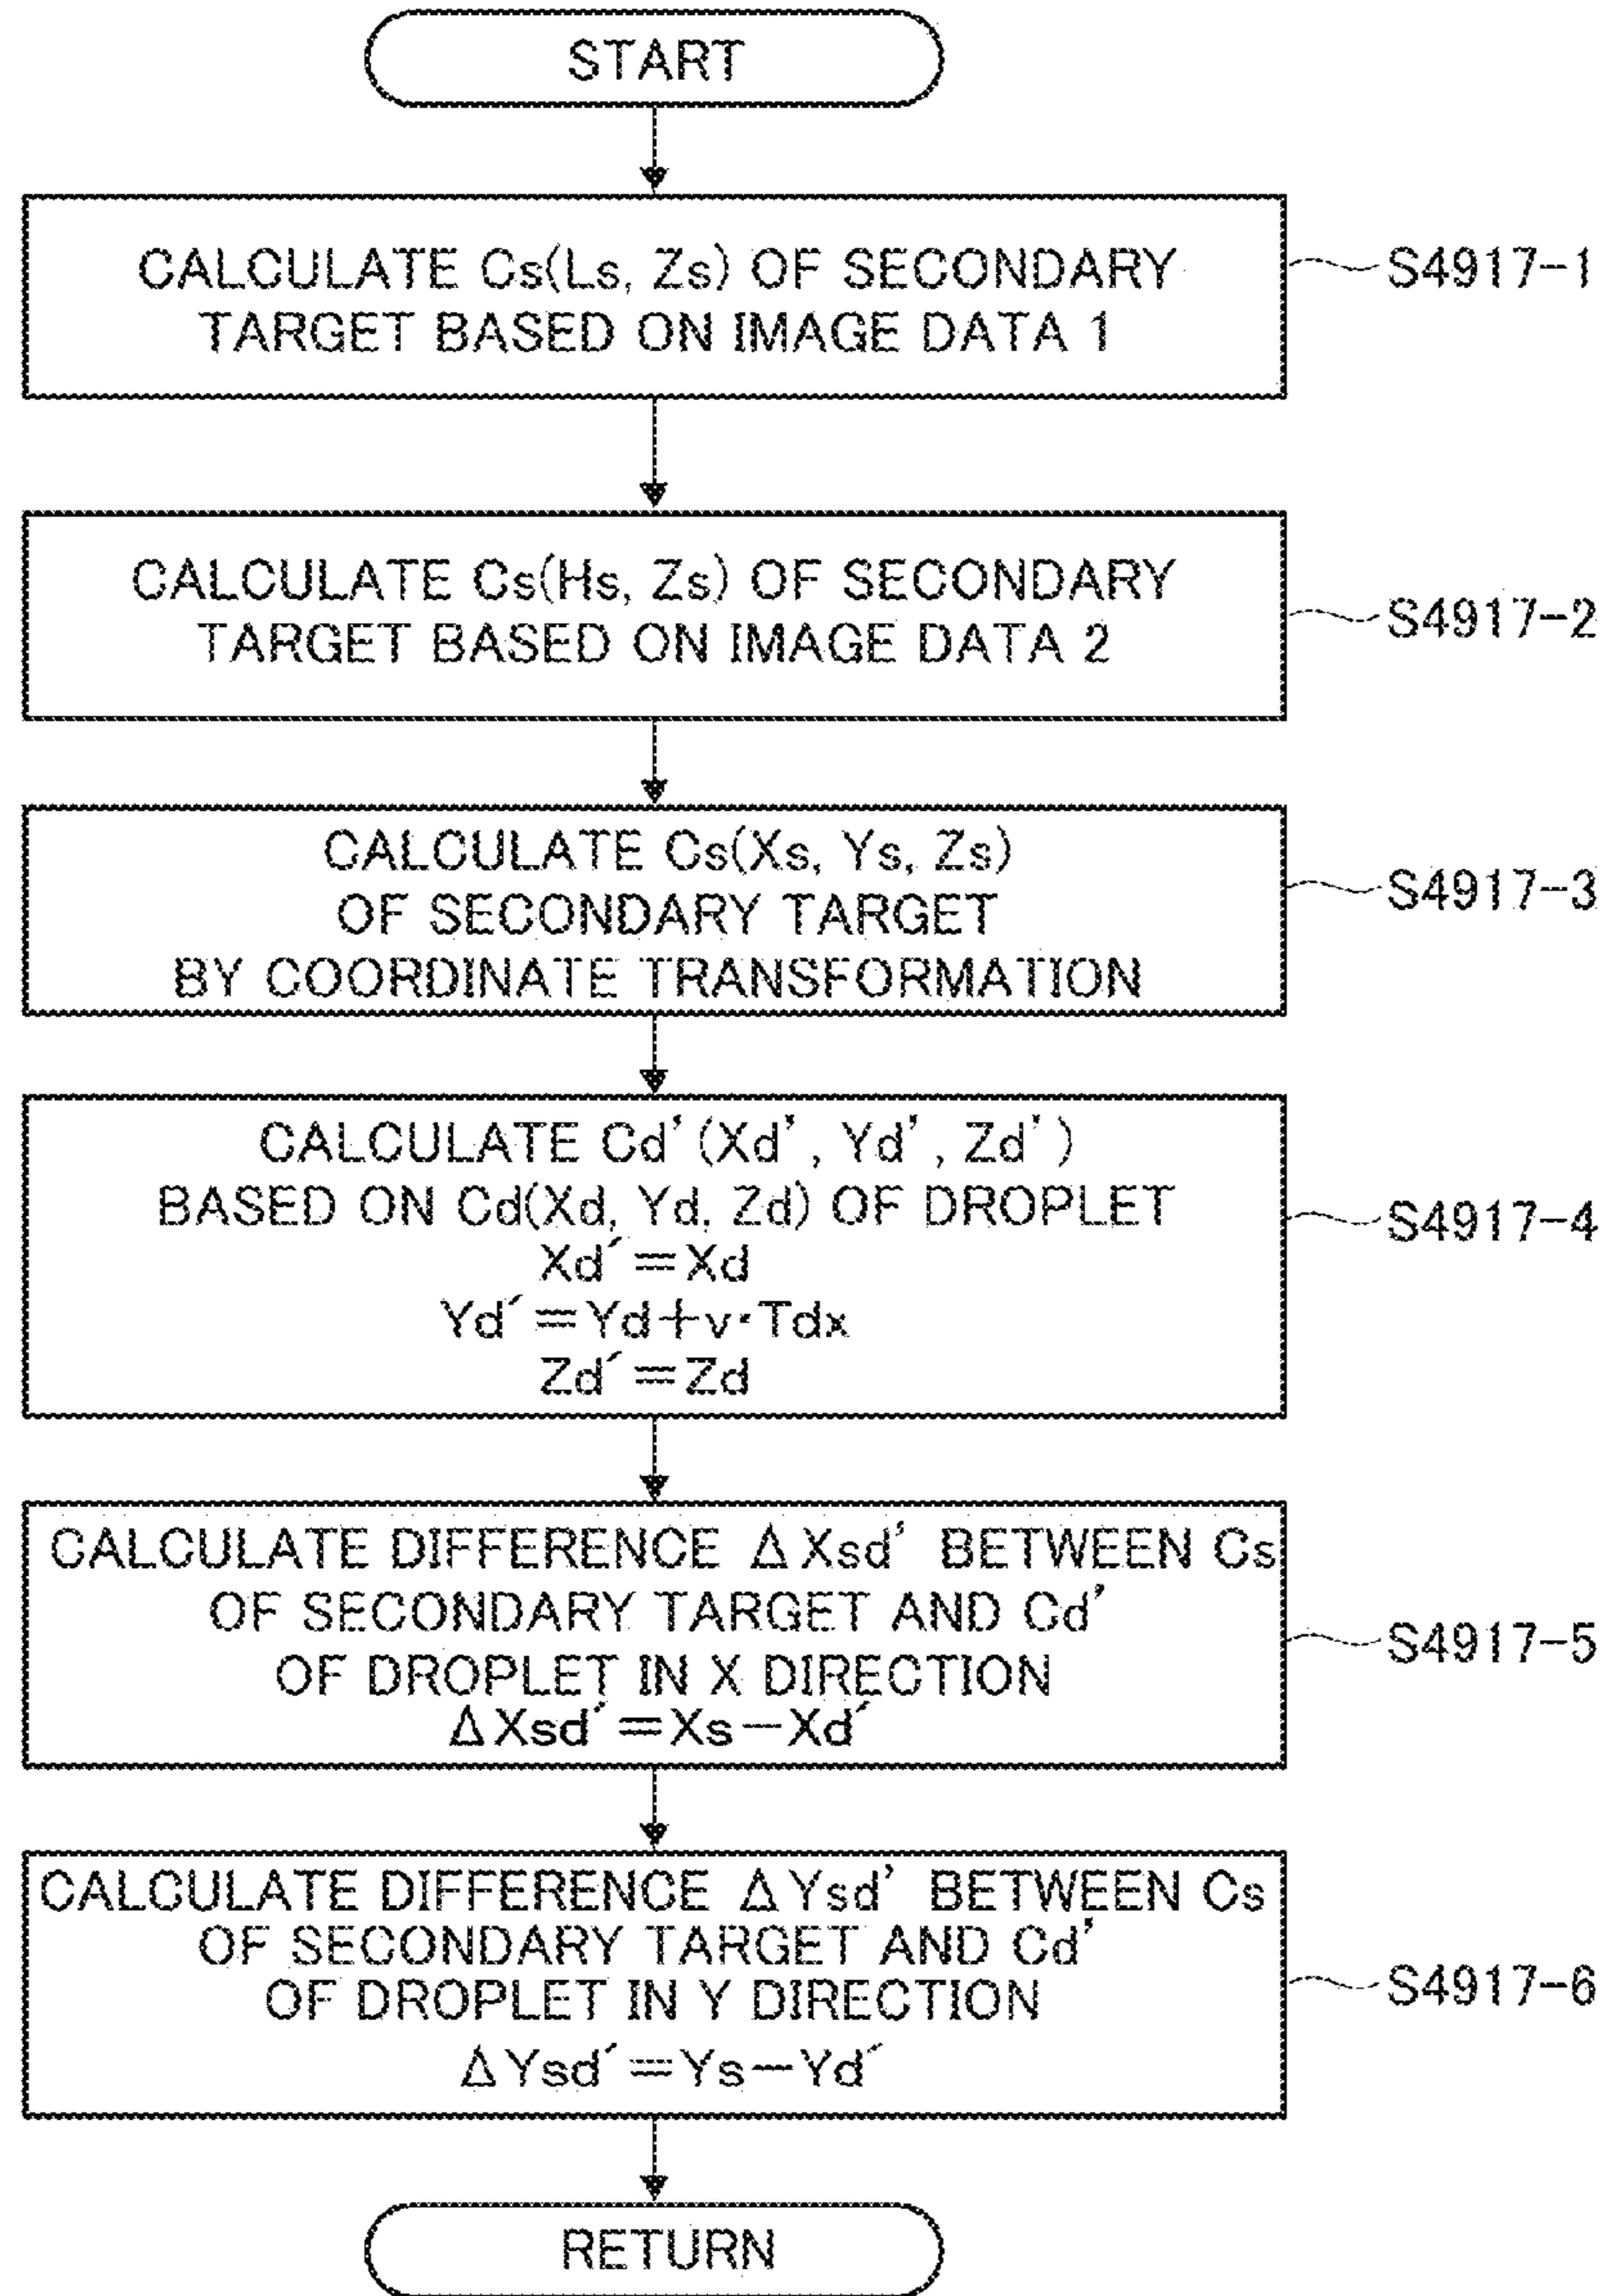 START
CALCULATE Cs(Ls, Zs) OF SECONDARY
TARGET BASED ON IMAGE DATA 1
S4917-1
CALCULATE Cs(Hs, Zs) OF SECONDARY
TARGET BASED ON IMAGE DATA 2
S4917-2
CALCULATE Cs(Xs, Ys, Zs)
OF SECONDARY TARGET
BY COORDINATE TRANSFORMATION
S4917-3
CALCULATE Cd' (Xd', Yd', Zd')
BASED ON Cd(Xd, Yd, Zd) OF DROPLET
Xd´=Xd
Yd´=Yd+v·Tdx
Zd´=Zd
S4917-4
CALCULATE DIFFERENCE ΔXsd' BETWEEN Cs
OF SECONDARY TARGET AND Cd'
OF DROPLET IN X DIRECTION
ΔXsd´=Xs−Xd´
S4917-5
CALCULATE DIFFERENCE ΔYsd' BETWEEN Cs
OF SECONDARY TARGET AND Cd'
OF DROPLET IN Y DIRECTION
ΔYsd´=Ys−Yd´
S4917-6
RETURN